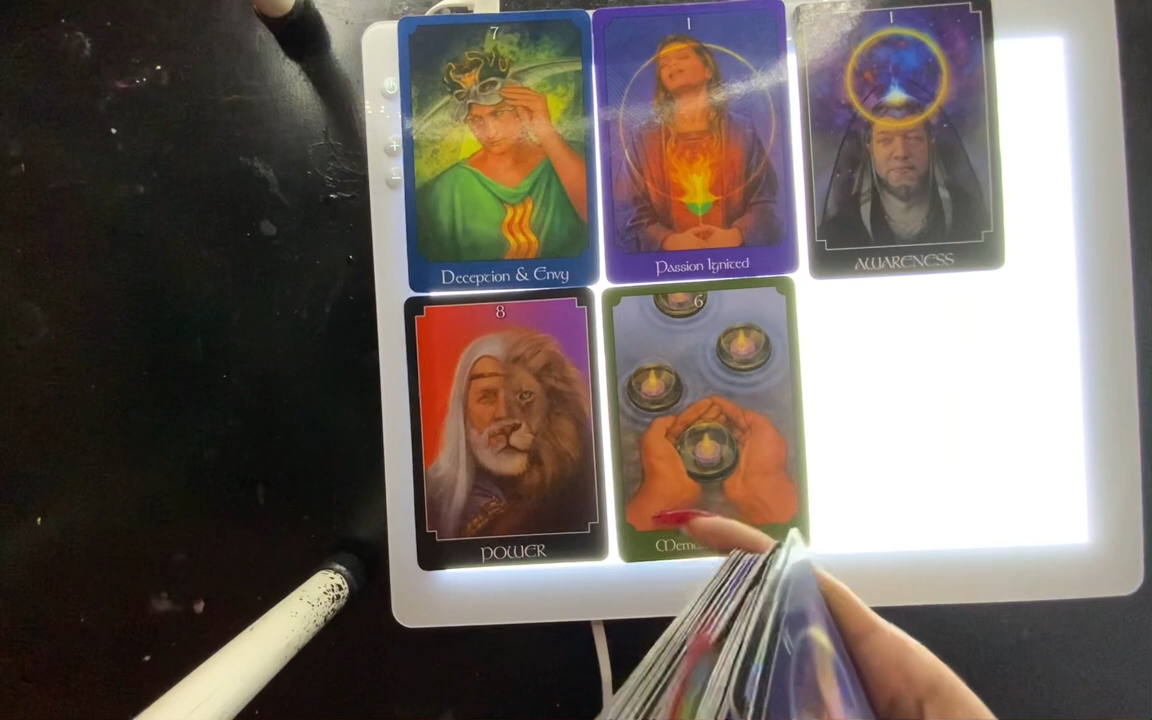 7
Deception & Envy
1
Passion Ignited
1
AWARENESS
8
POWER
6